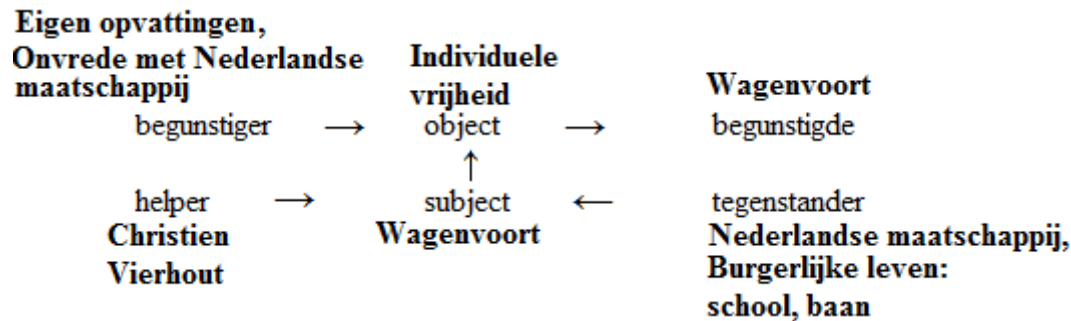 Eigen opvattingen,
Onvrede met Nederlandse
maatschappij
Individuele
vrijheid
Wagenvoort
begunstiger → object → begunstigde
↑
helper → subject ← tegenstander
Christien
Vierhout
Wagenvoort
Nederlandse maatschappij,
Burgerlijke leven:
school, baan